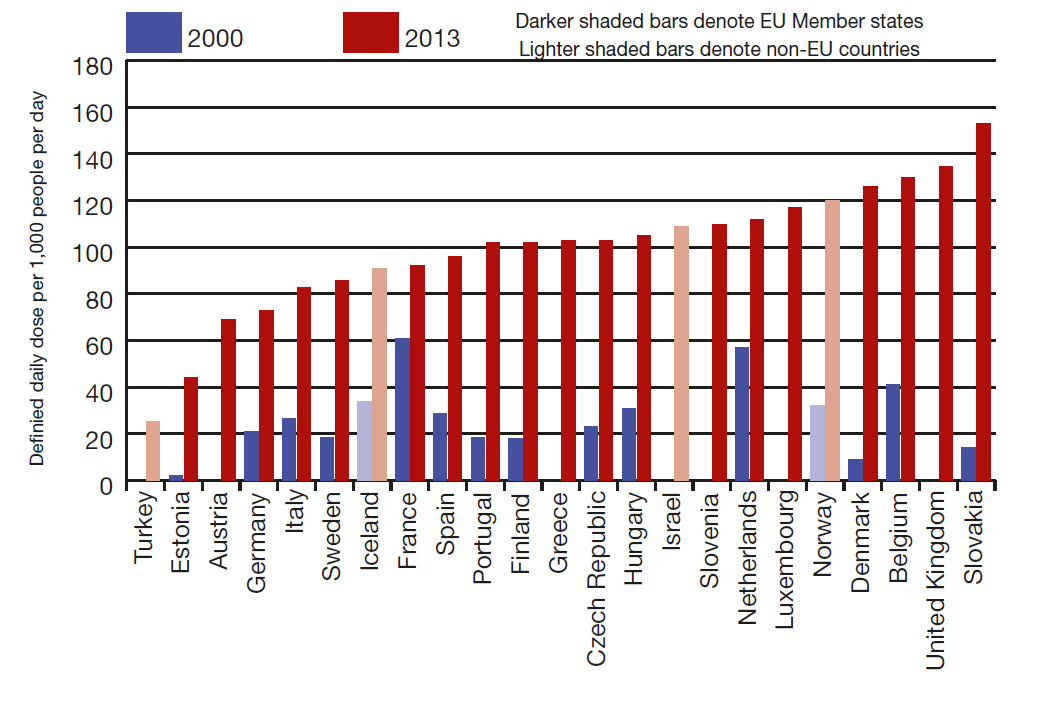 2000
2013
Darker shaded bars denote EU Member states
Lighter shaded bars denote non-EU countries
Definied daily dose per 1,000 people per day
180
160
140
120
100
80
60
40
20
0
Turkey
Estonia
Austria
Germany
Italy
Sweden
Iceland
France
Spain
Portugal
Finland
Greece
Czech Republic
Hungary
Israel
Slovenia
Netherlands
Luxembourg
Norway
Denmark
Belgium
United Kingdom
Slovakia